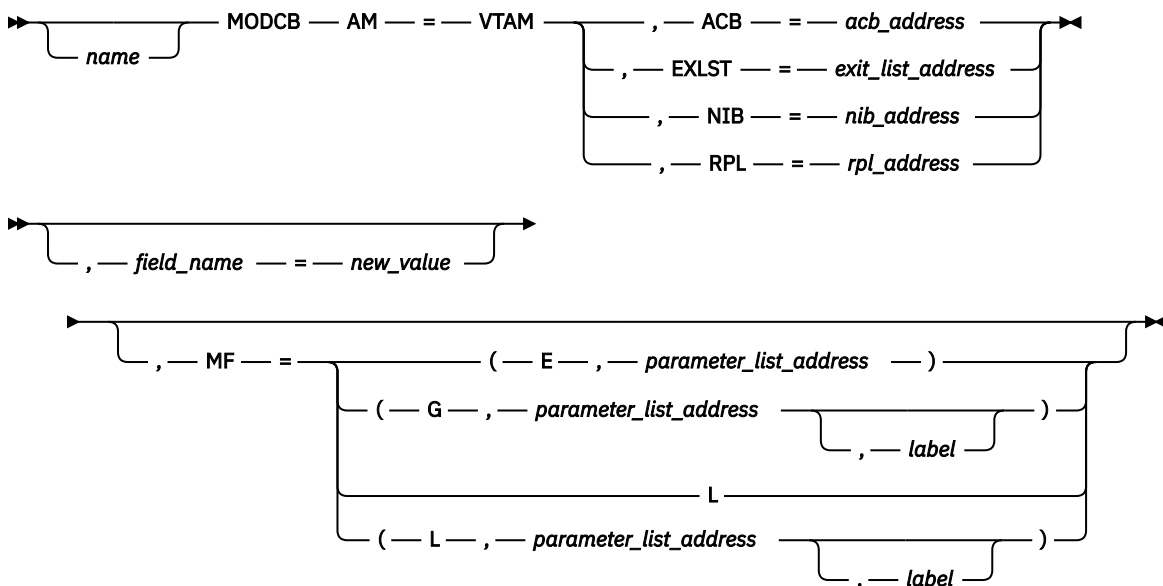 name MODCB AM = VTAM , ACB = acb_address
, EXLST = exit_list_address
, NIB = nib_address
, RPL = rpl_address
, field_name = new_value
, MF = ( E , parameter_list_address )
( G , parameter_list_address , label )
L
( L , parameter_list_address , label )